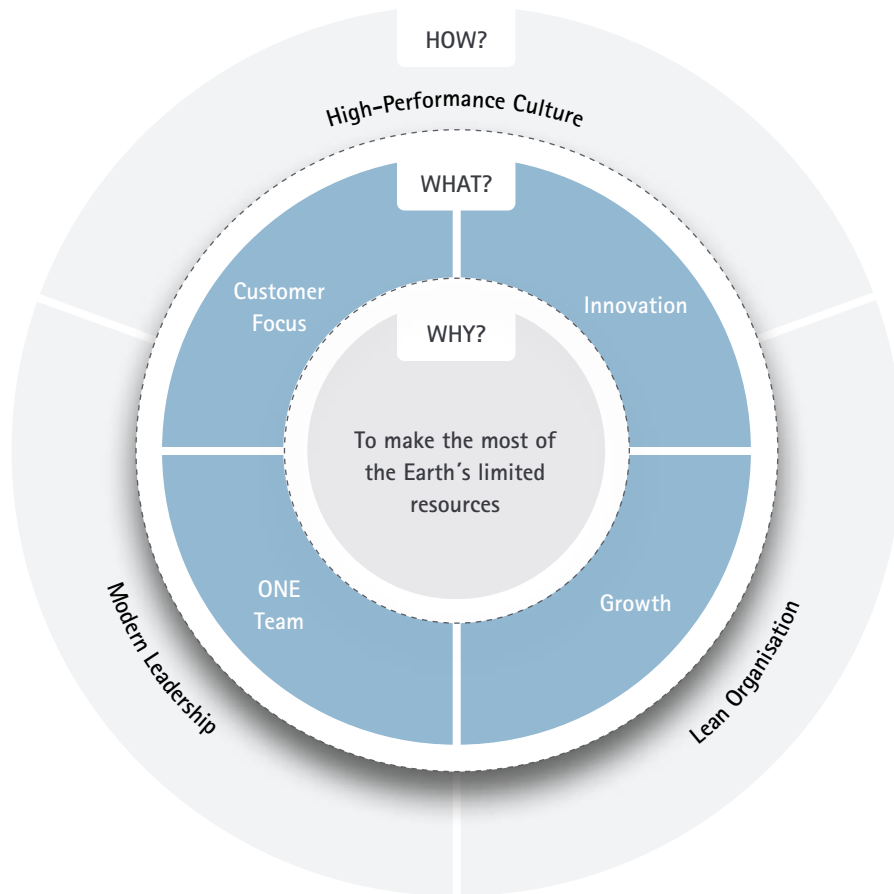 HOW?
High-Performance Culture
WHAT?
Customer
Focus
Innovation
WHY?
To make the most of
the Earth´s limited
resources
ONE
Team
Growth
Modern Leadership
Lean Organisation